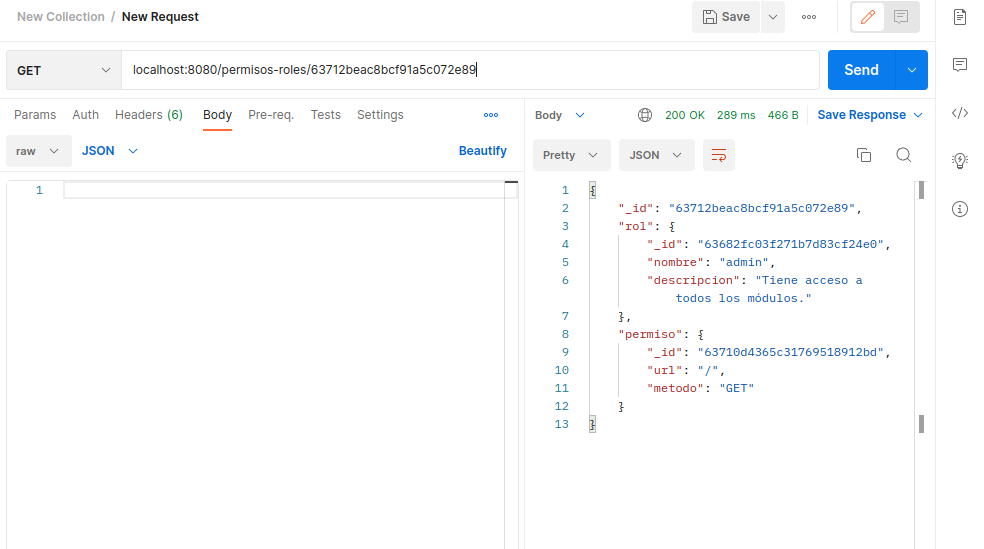 New Collection / New Request
Save
GET
localhost:8080/permisos-roles/63712beac8bcf91a5c072e89
Send
Params Auth Headers (6) Body Pre-req. Tests Settings
raw JSON Beautify
1
Body 200 OK 289 ms 466 B Save Response
Pretty JSON
1 {
2 "_id": "63712beac8bcf91a5c072e89",
3 "rol": {
4 "_id": "63682fc03f271b7d83cf24e0",
5 "nombre": "admin",
6 "descripcion": "Tiene acceso a
todos los módulos."
7 },
8 "permiso": {
9 "_id": "63710d4365c31769518912bd",
10 "url": "/",
11 "metodo": "GET"
12 }
13 }